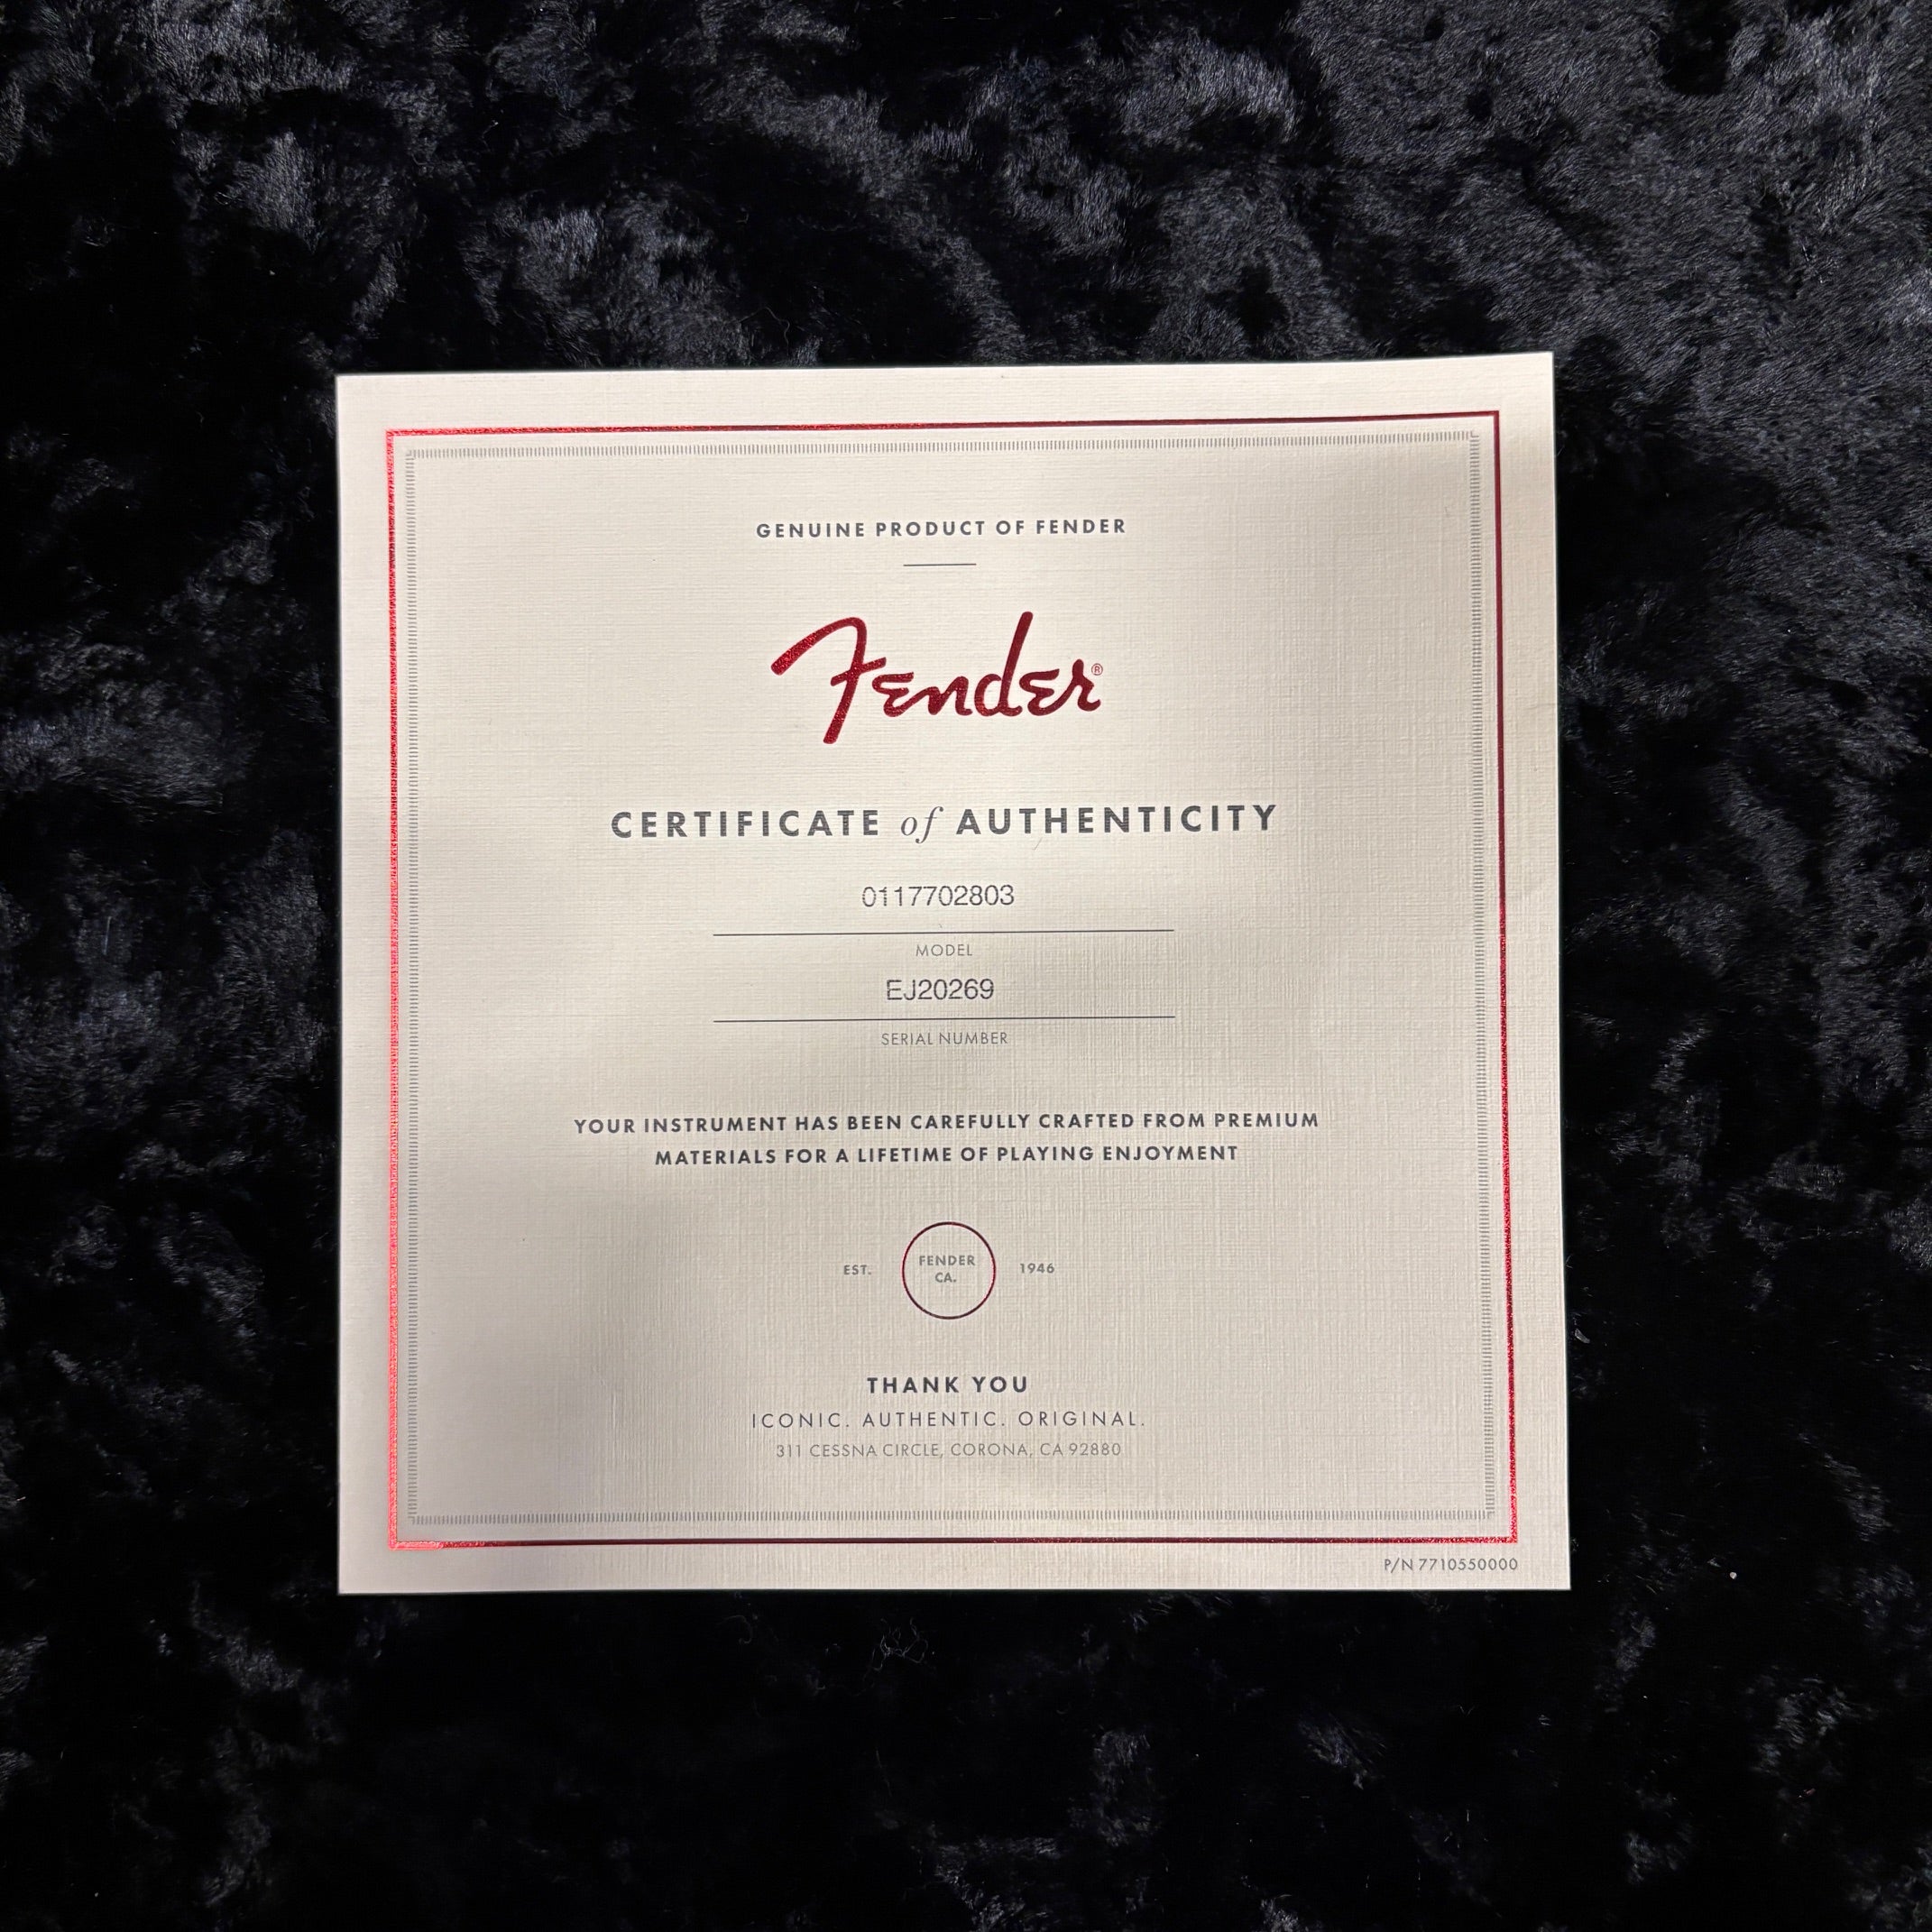 GENUINE PRODUCT OF FENDER
Fender®
CERTIFICATE of AUTHENTICITY
0117702803
MODEL
EJ20269
SERIAL NUMBER
YOUR INSTRUMENT HAS BEEN CAREFULLY CRAFTED FROM PREMIUM
MATERIALS FOR A LIFETIME OF PLAYING ENJOYMENT
EST. FENDER CA. 1946
THANK YOU
ICONIC. AUTHENTIC. ORIGINAL.
311 CESSNA CIRCLE, CORONA, CA 92880
P/N 7710550000